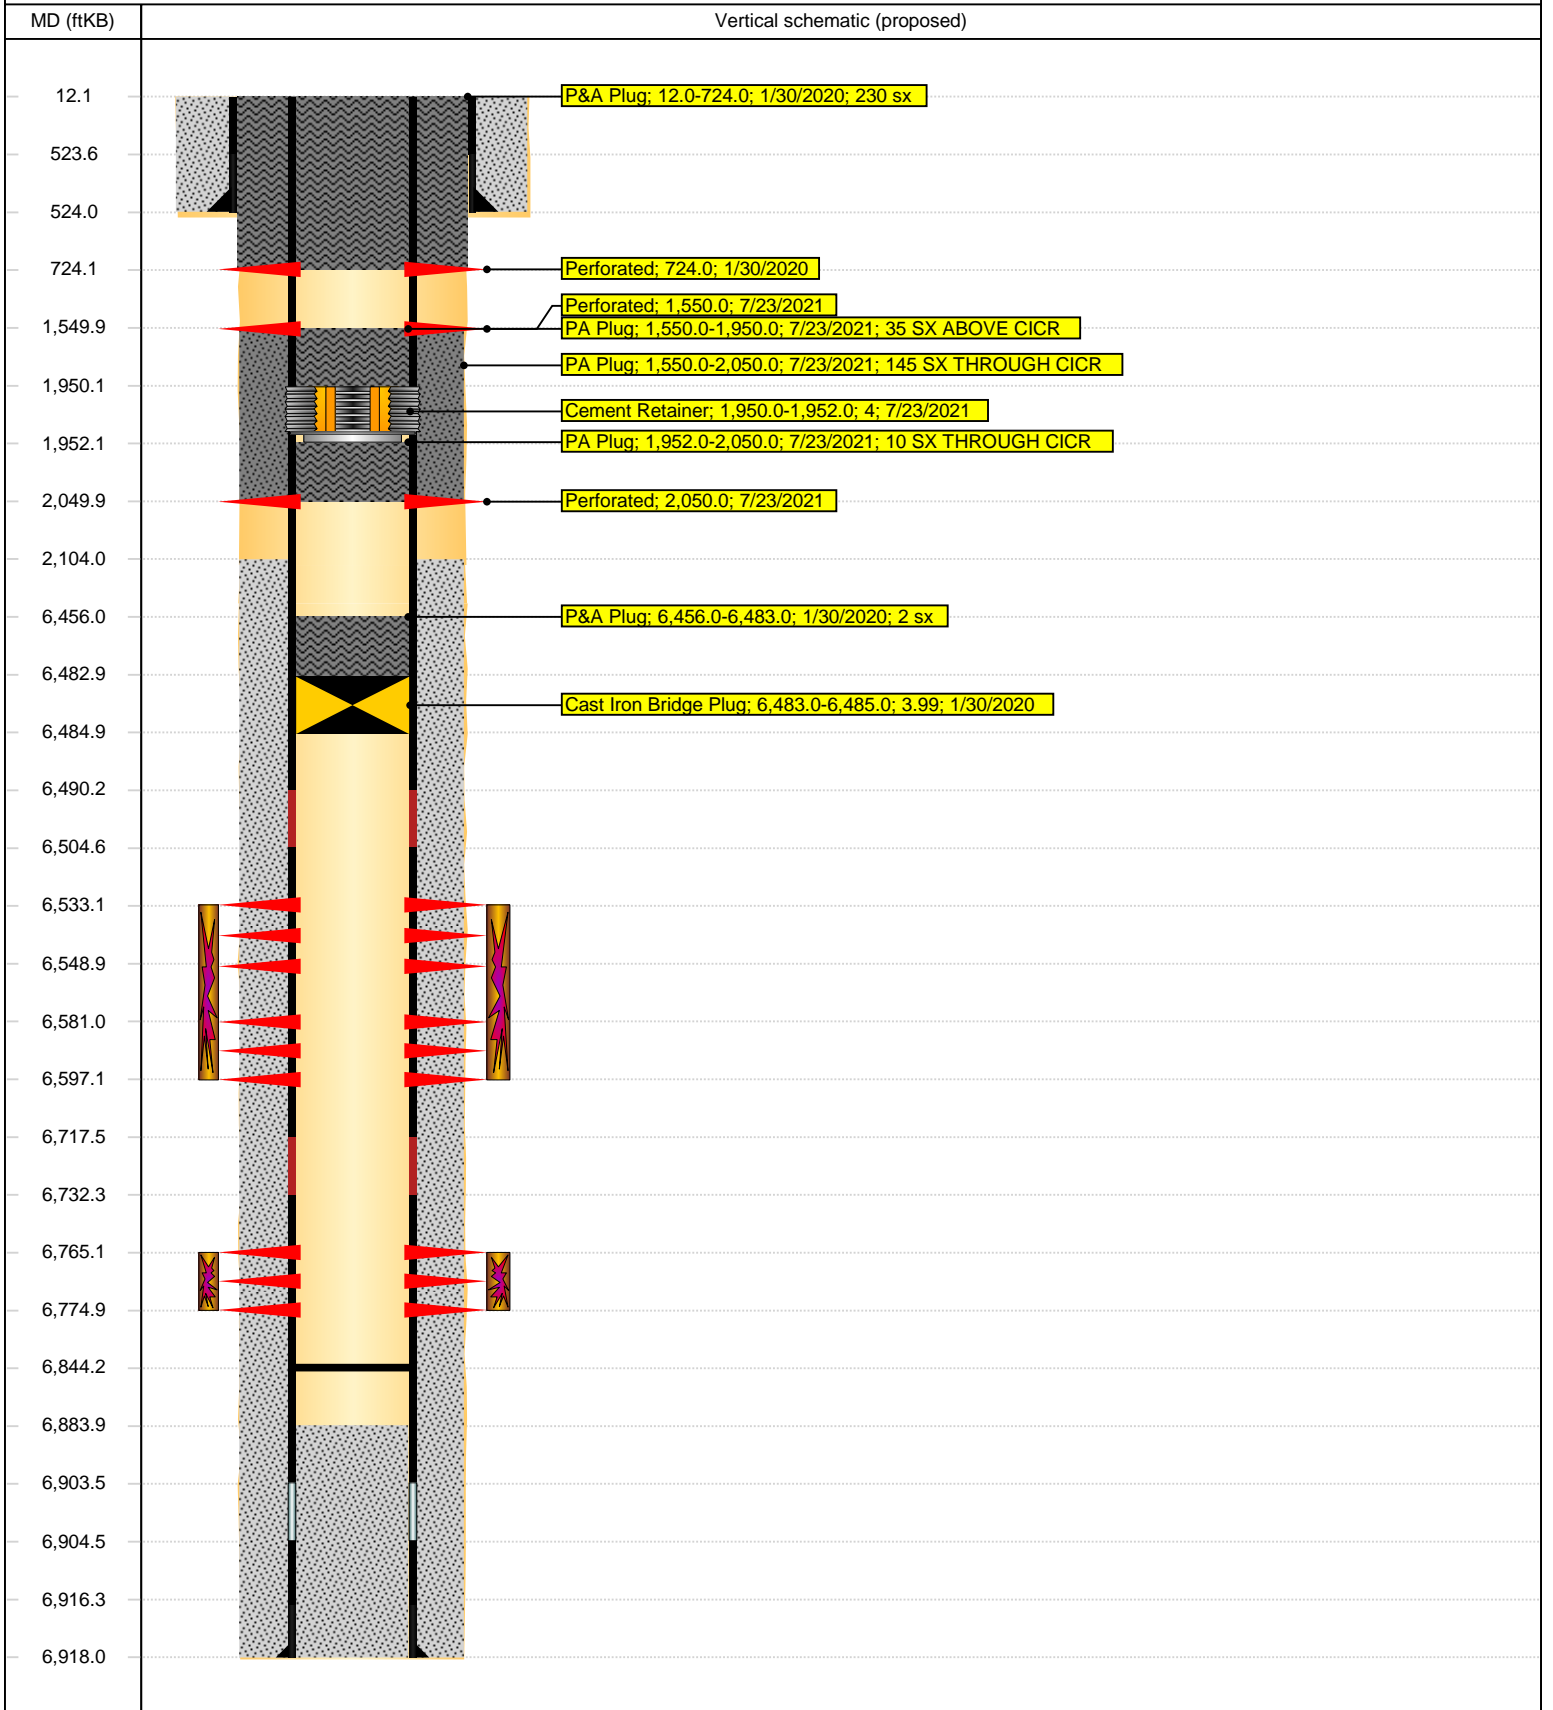 MD (ftKB)
Vertical schematic (proposed)
12.1
P&A Plug; 12.0-724.0; 1/30/2020; 230 sx
523.6
524.0
724.1
Perforated; 724.0; 1/30/2020
Perforated; 1,550.0; 7/23/2021
1,549.9
PA Plug; 1,550.0-1,950.0; 7/23/2021; 35 SX ABOVE CICR
PA Plug; 1,550.0-2,050.0; 7/23/2021; 145 SX THROUGH CICR
1,950.1
Cement Retainer; 1,950.0-1,952.0; 4; 7/23/2021
1,952.1
PA Plug; 1,952.0-2,050.0; 7/23/2021; 10 SX THROUGH CICR
2,049.9
Perforated; 2,050.0; 7/23/2021
2,104.0
6,456.0
P&A Plug; 6,456.0-6,483.0; 1/30/2020; 2 sx
6,482.9
Cast Iron Bridge Plug; 6,483.0-6,485.0; 3.99; 1/30/2020
6,484.9
6,490.2
6,504.6
6,533.1
6,548.9
6,581.0
6,597.1
6,717.5
6,732.3
6,765.1
6,774.9
6,844.2
6,883.9
6,903.5
6,904.5
6,916.3
6,918.0